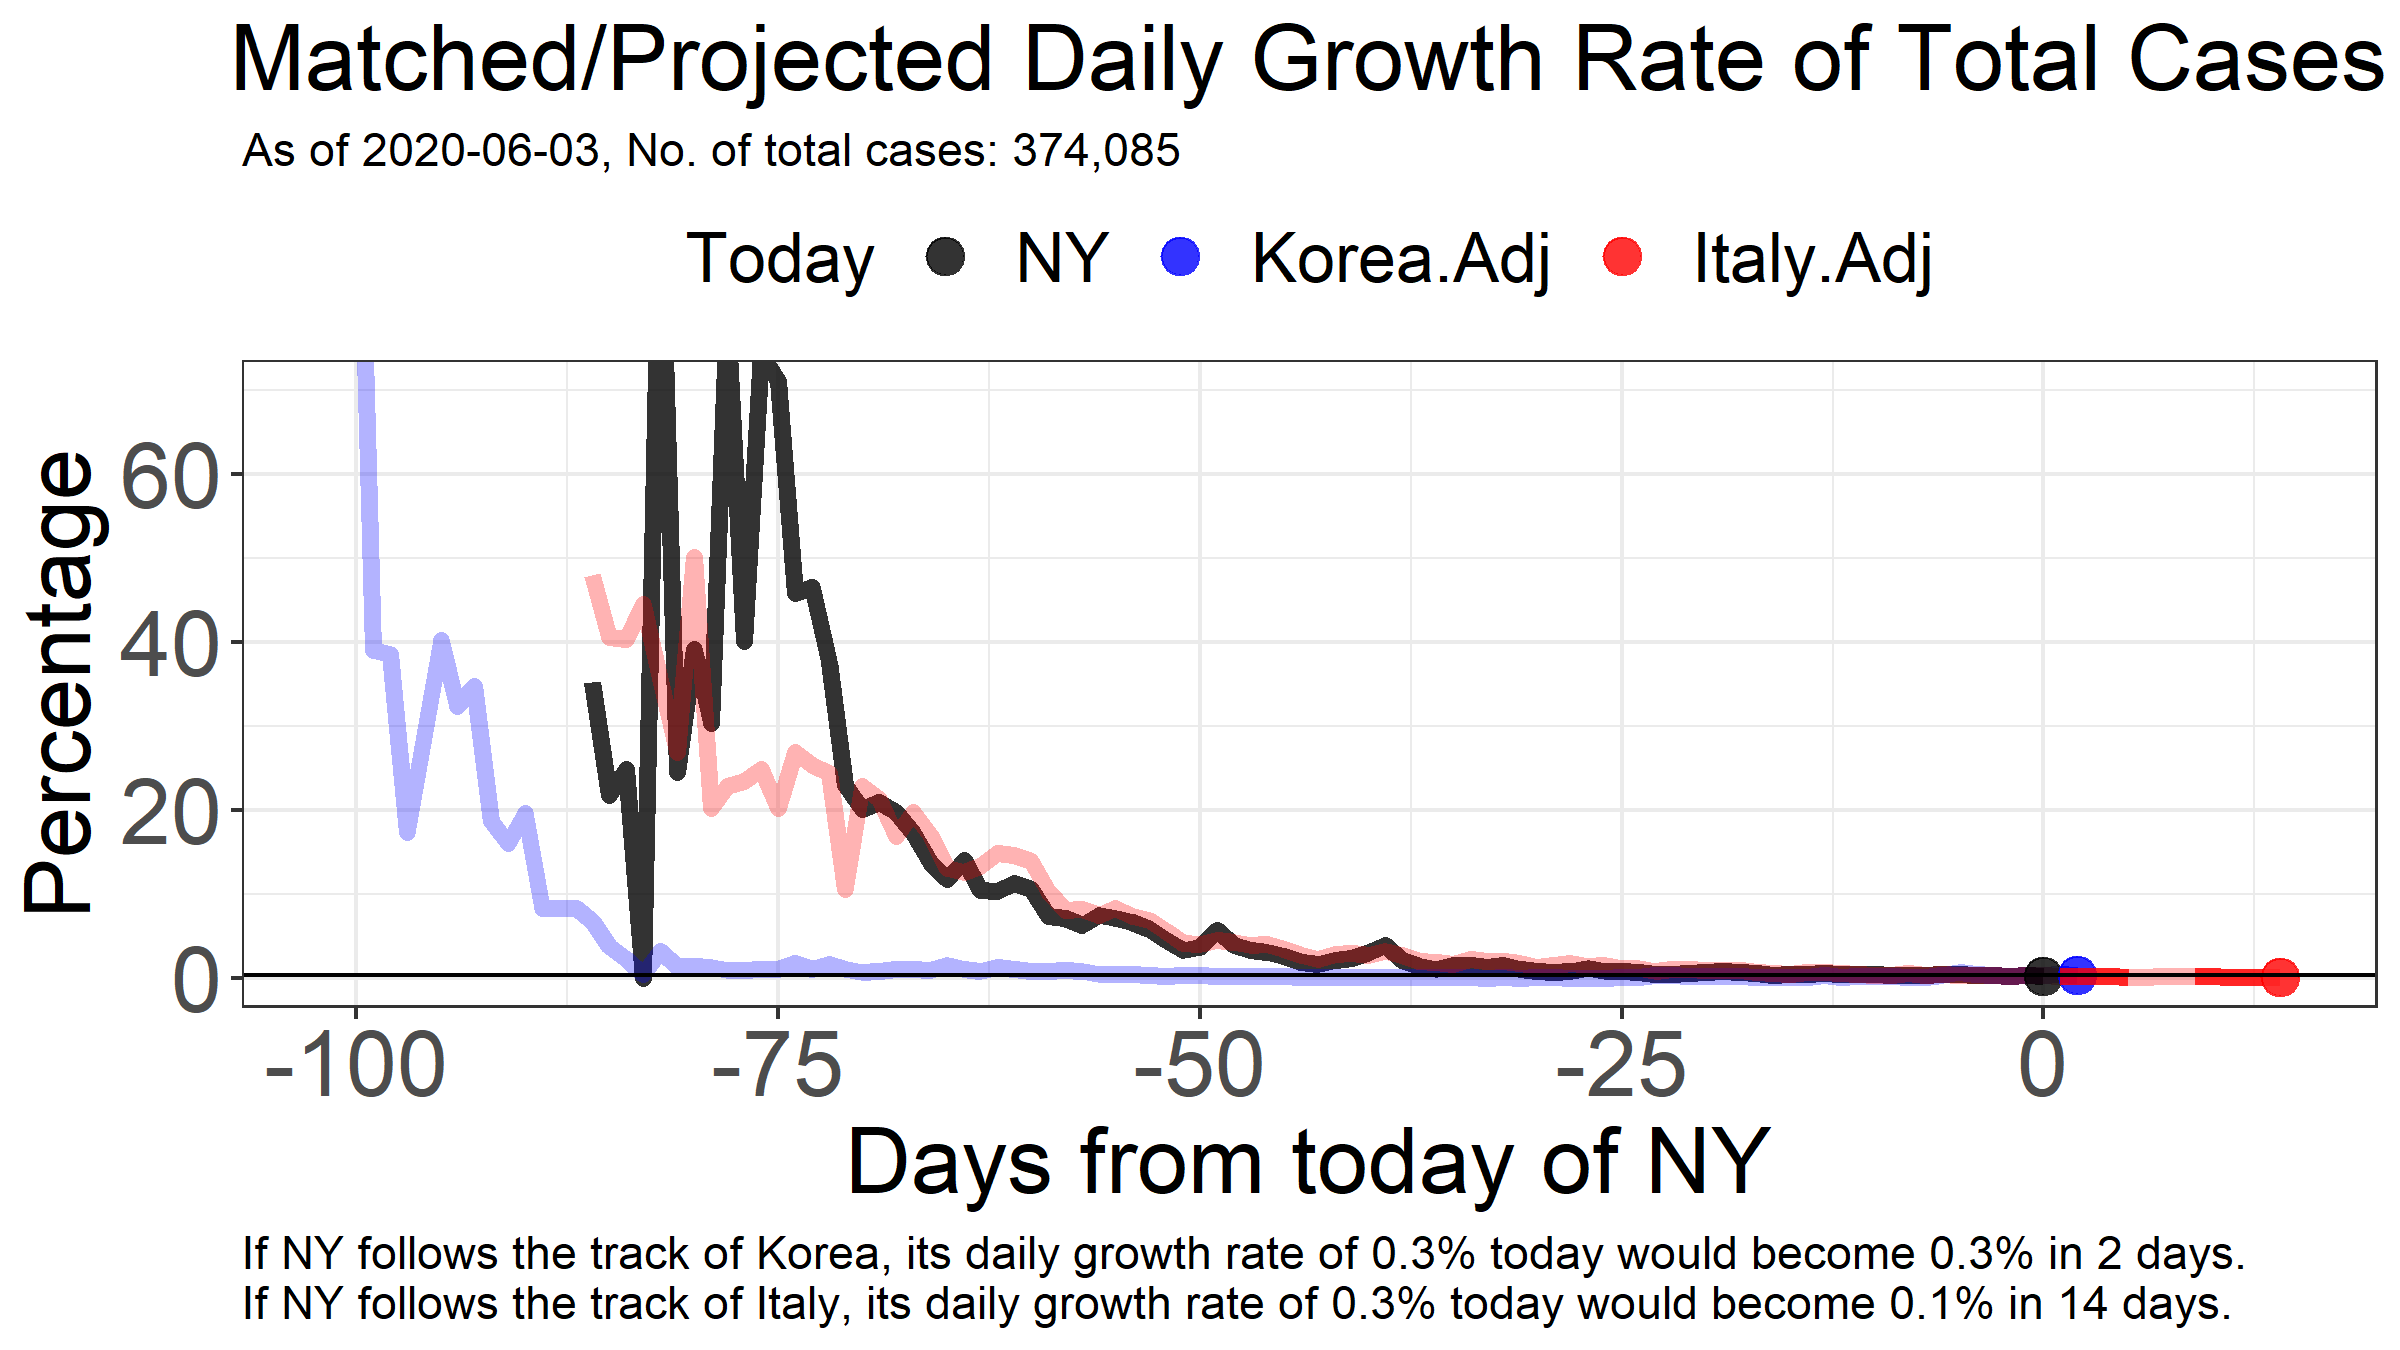 Matched/Projected Daily Growth Rate of Total Cases
As of 2020-06-03, No. of total cases: 374,085
Today NY Korea.Adj Italy.Adj
Percentage
60
40
20
0
-100 -75 -50 -25 0
Days from today of NY
If NY follows the track of Korea, its daily growth rate of 0.3% today would become 0.3% in 2 days.
If NY follows the track of Italy, its daily growth rate of 0.3% today would become 0.1% in 14 days.